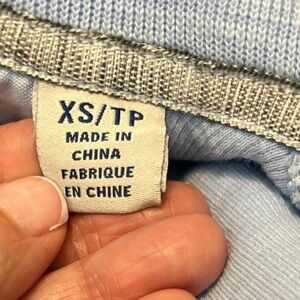 XS/TP
MADE IN
CHINA
FABRIQUE
EN CHINE